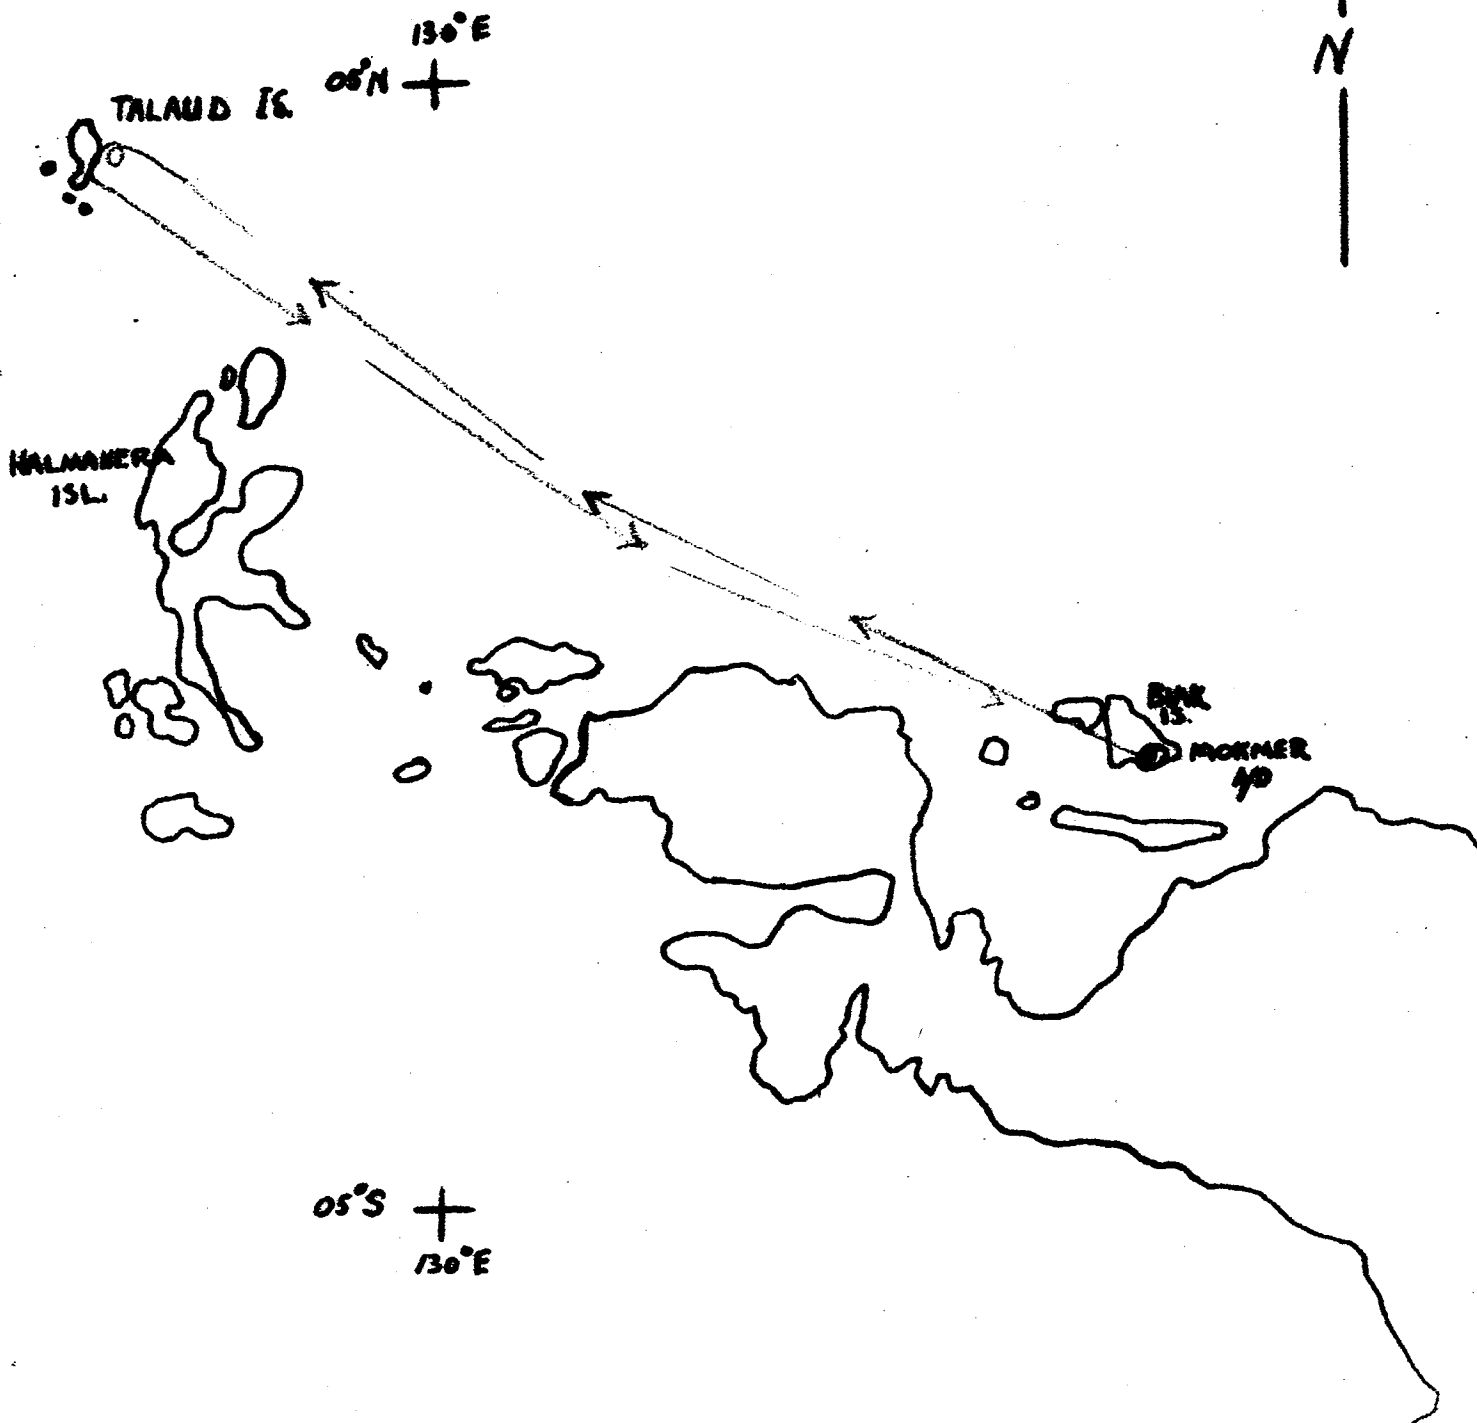 130°E
05°N
N
TALAUD IS.
HALMAHERA
ISL.
BIAK
IS.
MOKMER
A/D
05°S
130°E